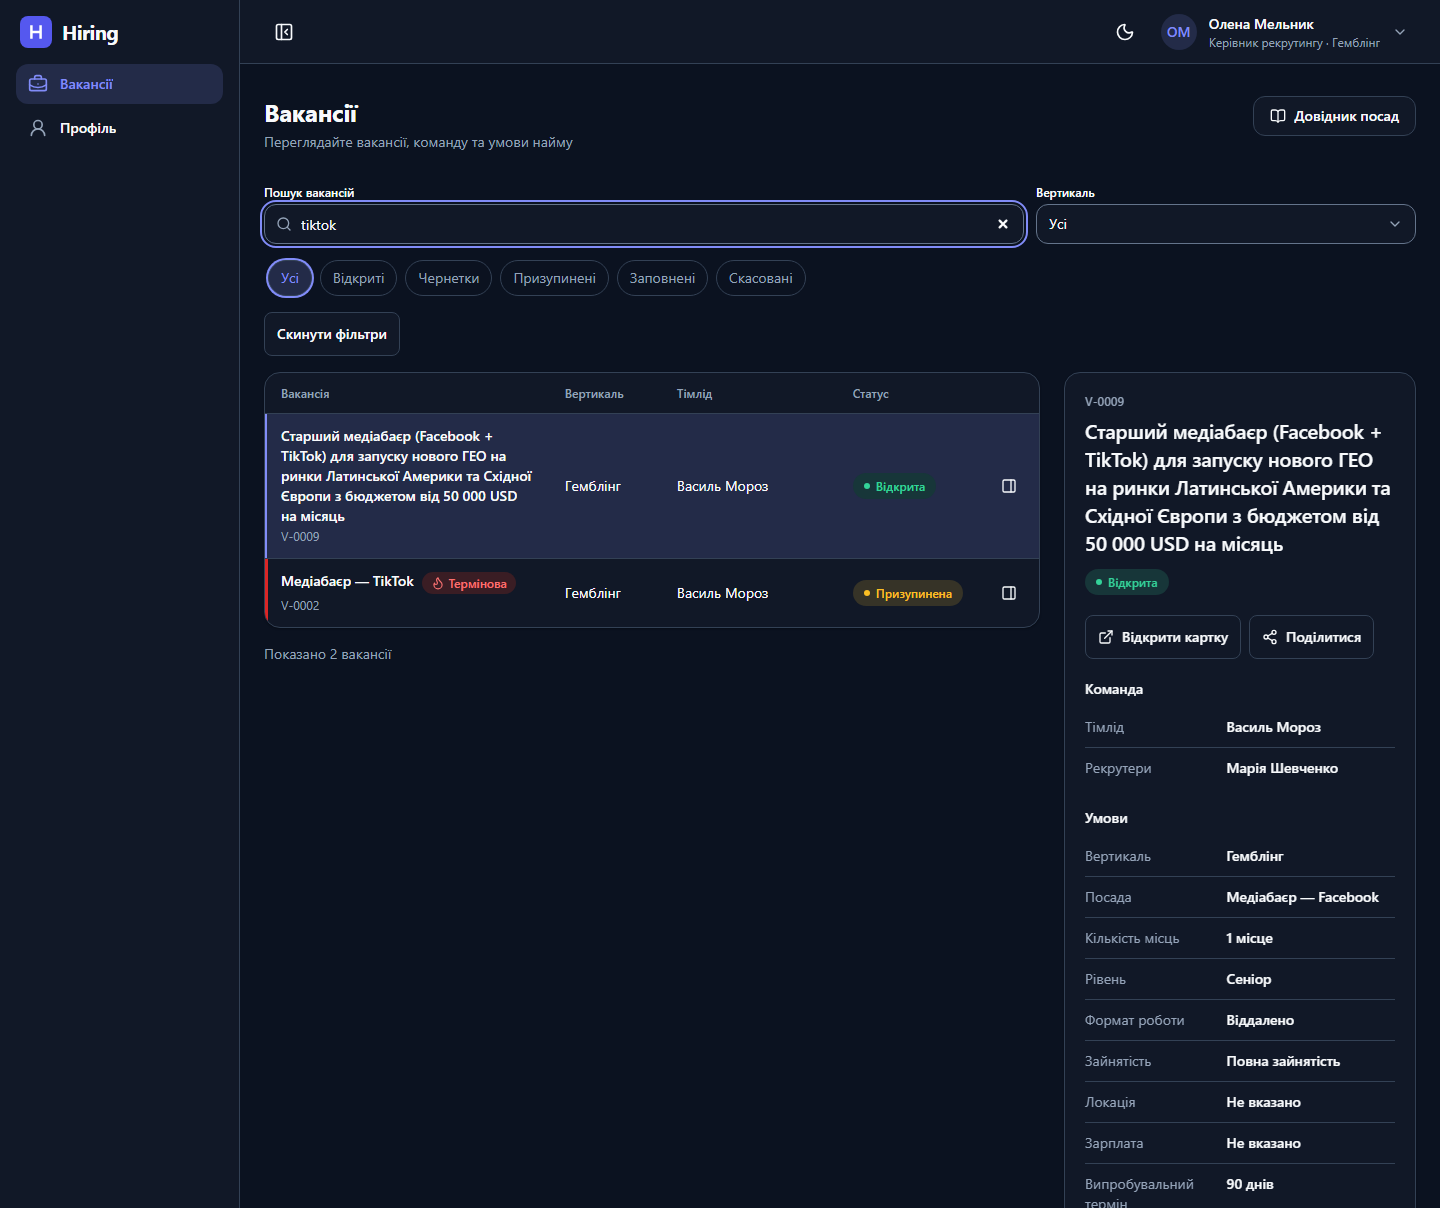 H Hiring
Вакансії
Профіль
ОМ
Олена Мельник
Керівник рекрутингу · Гемблінг
Вакансії
Переглядайте вакансії, команду та умови найму
Довідник посад
Пошук вакансій
tiktok
Вертикаль
Усі
Усі Відкриті Чернетки Призупинені Заповнені Скасовані
Скинути фільтри
Вакансія Вертикаль Тімлід Статус
Старший медіабаєр (Facebook +
TikTok) для запуску нового ГЕО на
ринки Латинської Америки та Східної
Європи з бюджетом від 50 000 USD
на місяць
V-0009
Гемблінг
Василь Мороз
Відкрита
Медіабаєр — TikTok
Термінова
V-0002
Гемблінг
Василь Мороз
Призупинена
Показано 2 вакансії
V-0009
Старший медіабаєр (Facebook +
TikTok) для запуску нового ГЕО
на ринки Латинської Америки та
Східної Європи з бюджетом від
50 000 USD на місяць
Відкрита
Відкрити картку
Поділитися
Команда
Тімлід Василь Мороз
Рекрутери Марія Шевченко
Умови
Вертикаль Гемблінг
Посада Медіабаєр — Facebook
Кількість місць 1 місце
Рівень Сеніор
Формат роботи Віддалено
Зайнятість Повна зайнятість
Локація Не вказано
Зарплата Не вказано
Випробувальний 90 днів
термін